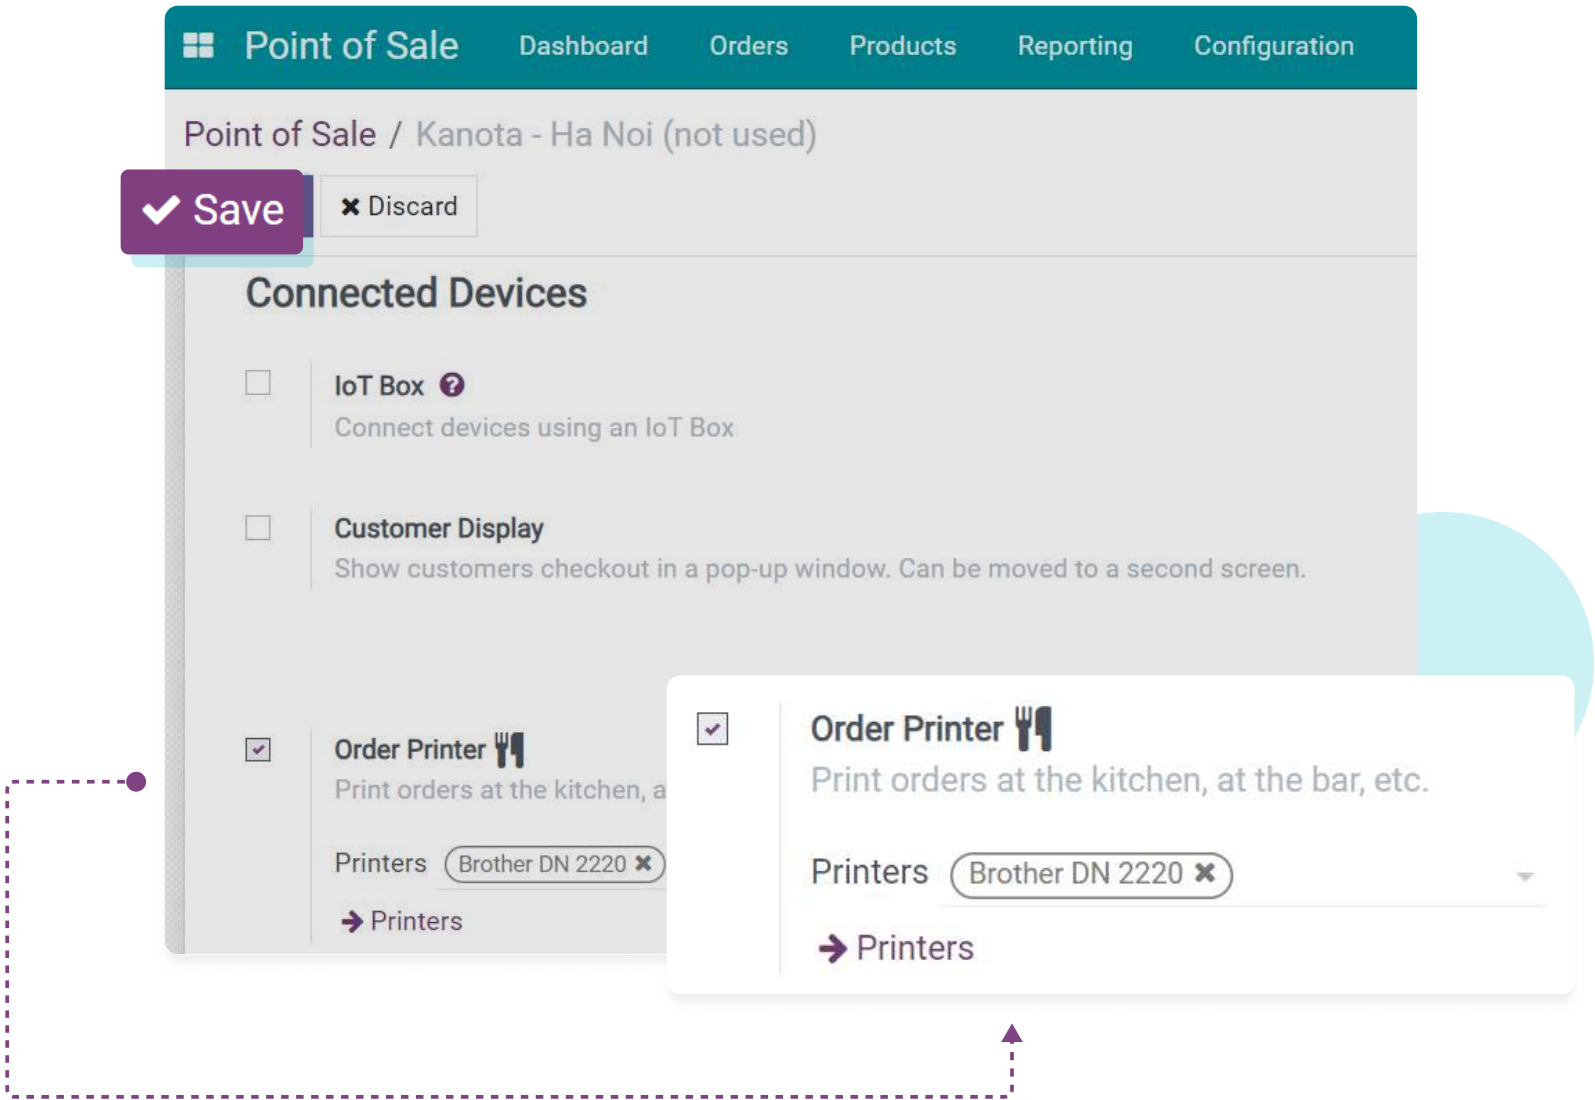 Point of Sale Dashboard Orders Products Reporting Configuration
Point of Sale / Kanota - Ha Noi (not used)
Save Discard
Connected Devices
IoT Box
Connect devices using an IoT Box
Customer Display
Show customers checkout in a pop-up window. Can be moved to a second screen.
Order Printer
Print orders at the kitchen, a
Printers Brother DN 2220
Printers
Order Printer
Print orders at the kitchen, at the bar, etc.
Printers Brother DN 2220
Printers